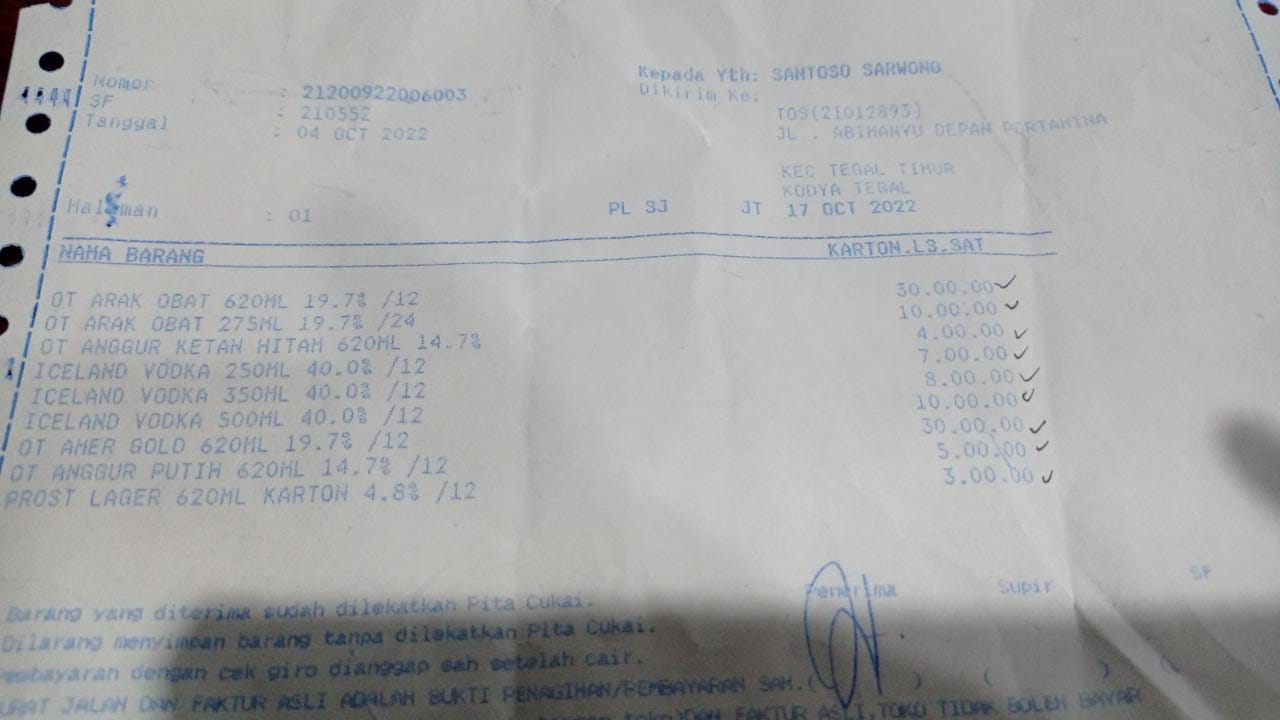 Nomor : 21200922006003
SF : 210552
Tanggal : 04 OCT 2022
Kepada Yth: SANTOSO SARWONO
Dikirim Ke:
TOS(21012893)
JL . ABIMANYU DEPAN PERTAMINA
KEC TEGAL TIMUR
KODYA TEGAL
Halaman : 01
PL SJ JT 17 OCT 2022
NAMA BARANG KARTON.LS.SAT
OT ARAK OBAT 620ML 19.7% /12 30.00.00
OT ARAK OBAT 275ML 19.7% /24 10.00.00
OT ANGGUR KETAN HITAM 620ML 14.7% 4.00.00
ICELAND VODKA 250ML 40.0% /12 7.00.00
ICELAND VODKA 350ML 40.0% /12 8.00.00
ICELAND VODKA 500ML 40.0% /12 10.00.00
OT AMER GOLD 620ML 19.7% /12 30.00.00
OT ANGGUR PUTIH 620ML 14.7% /12 5.00.00
PROST LAGER 620ML KARTON 4.8% /12 3.00.00
Penerima Supir SF
Barang yang diterima sudah dilekatkan Pita Cukai.
Dilarang menyimpan barang tanpa dilekatkan Pita Cukai.
embayaran dengan cek giro dianggap sah setelah cair.
URAT JALAN DAN FAKTUR ASLI ADALAH BUKTI PENAGIHAN/PEMBAYARAN SAH. ( ) ( ) (
toko)DAN FAKTUR ASLI,TOKO TIDAK BOLEH BAYAR